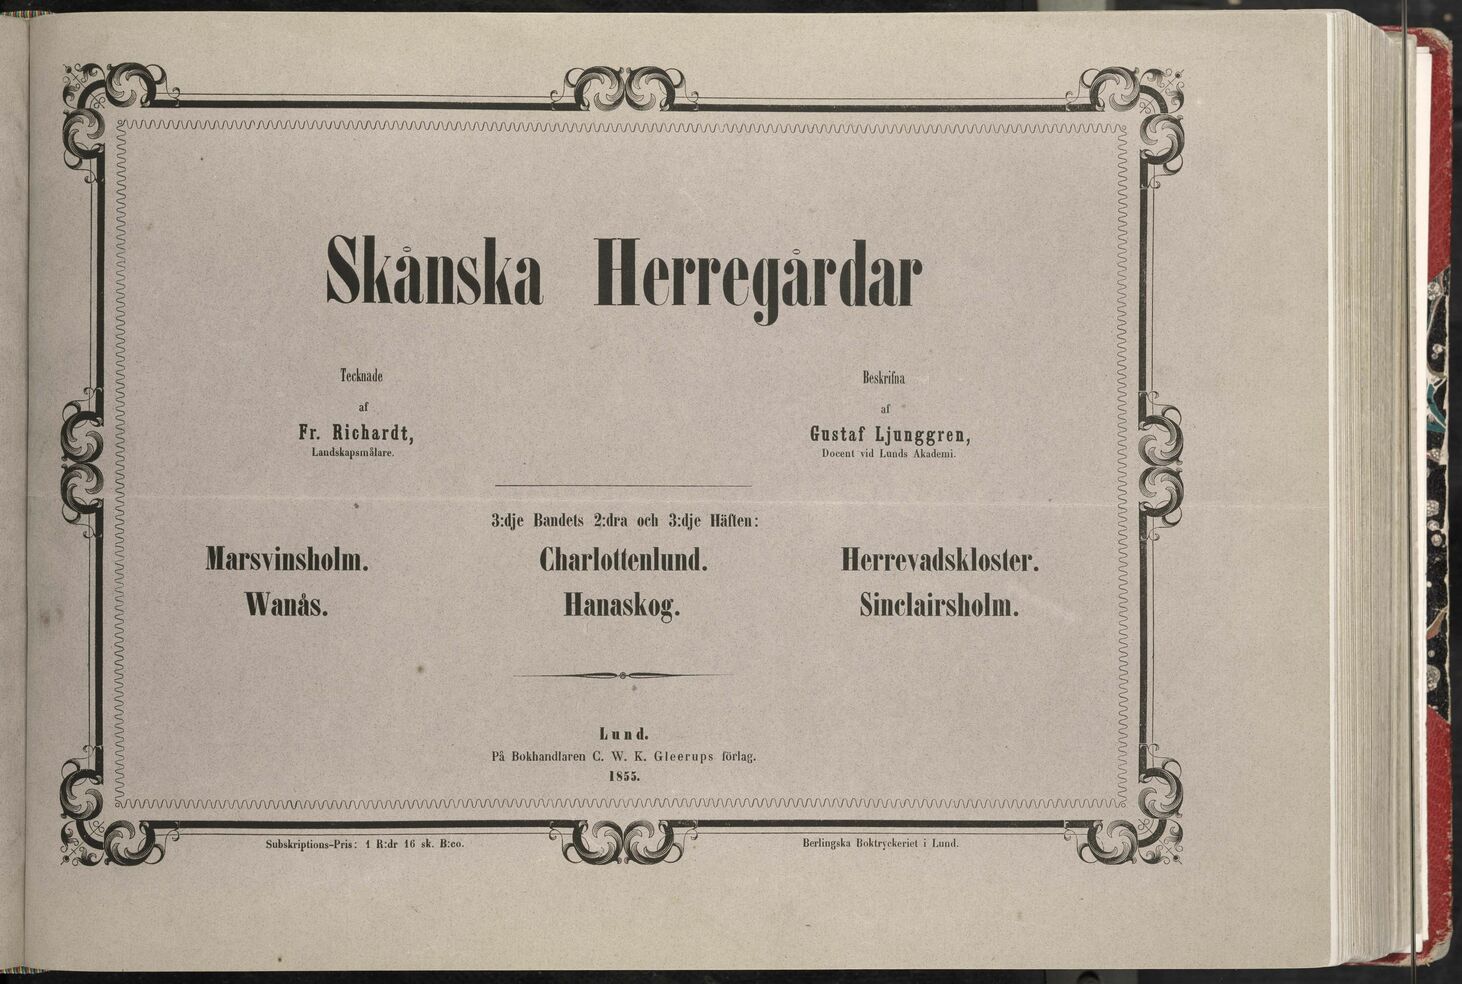 Skånska Herregårdar
Tecknade
af
Fr. Richardt,
Landskapsmålare.
Beskrifna
af
Gustaf Ljunggren,
Docent vid Lunds Akademi.
3:dje Bandets 2:dra och 3:dje Häften:
Marsvinsholm. Charlottenlund. Herrevadskloster.
Wanås. Hanaskog. Sinclairsholm.
Lund.
På Bokhandlaren C. W. K. Gleerups förlag.
1855.
Subskriptions-Pris: 1 R:dr 16 sk. B:co. Berlingska Boktryckeriet i Lund.